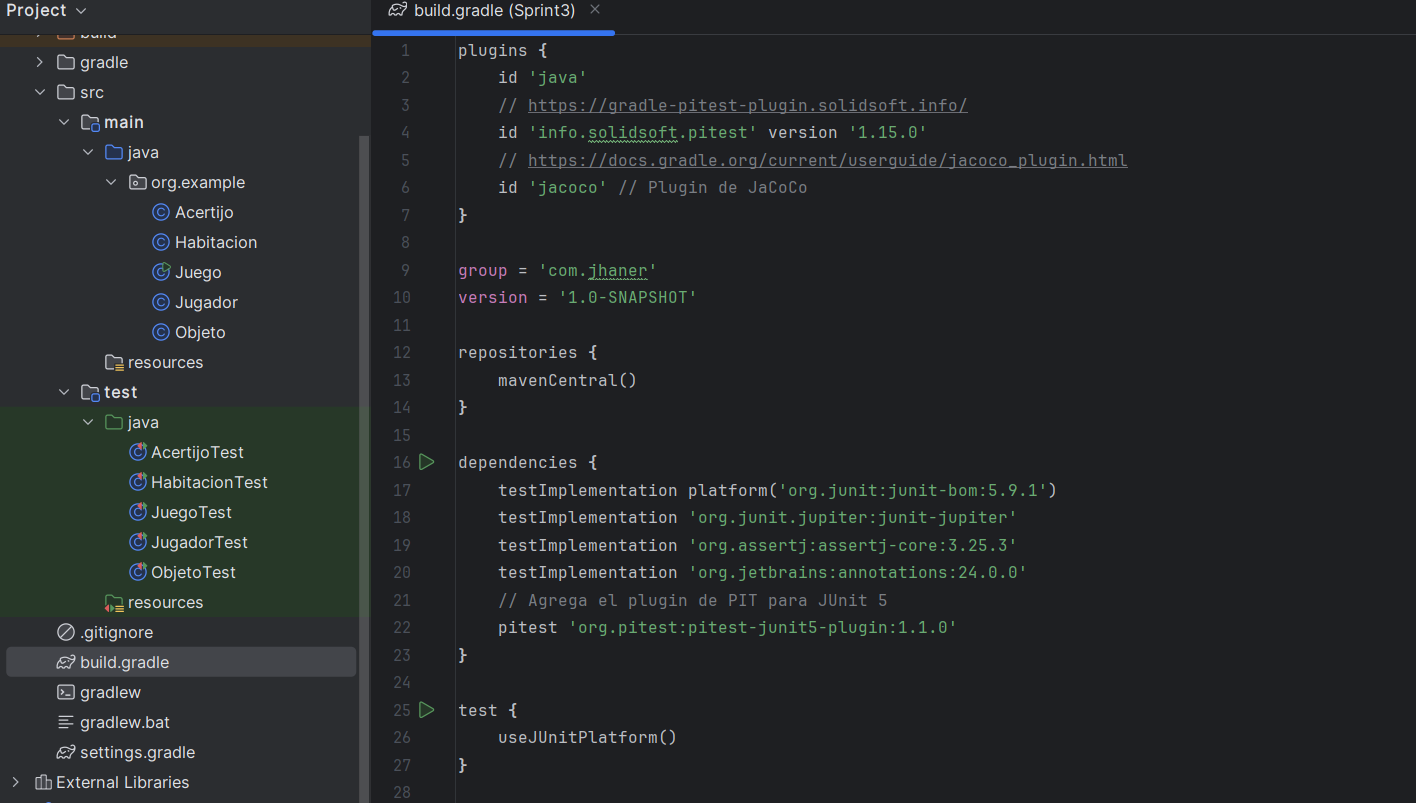 Project
build
gradle
src
main
java
org.example
Acertijo
Habitacion
Juego
Jugador
Objeto
resources
test
java
AcertijoTest
HabitacionTest
JuegoTest
JugadorTest
ObjetoTest
resources
.gitignore
build.gradle
gradlew
gradlew.bat
settings.gradle
External Libraries
build.gradle (Sprint3)
1 plugins {
2 id 'java'
3 // https://gradle-pitest-plugin.solidsoft.info/
4 id 'info.solidsoft.pitest' version '1.15.0'
5 // https://docs.gradle.org/current/userguide/jacoco_plugin.html
6 id 'jacoco' // Plugin de JaCoCo
7 }
8
9 group = 'com.jhaner'
10 version = '1.0-SNAPSHOT'
11
12 repositories {
13 mavenCentral()
14 }
15
16 dependencies {
17 testImplementation platform('org.junit:junit-bom:5.9.1')
18 testImplementation 'org.junit.jupiter:junit-jupiter'
19 testImplementation 'org.assertj:assertj-core:3.25.3'
20 testImplementation 'org.jetbrains:annotations:24.0.0'
21 // Agrega el plugin de PIT para JUnit 5
22 pitest 'org.pitest:pitest-junit5-plugin:1.1.0'
23 }
24
25 test {
26 useJUnitPlatform()
27 }
28